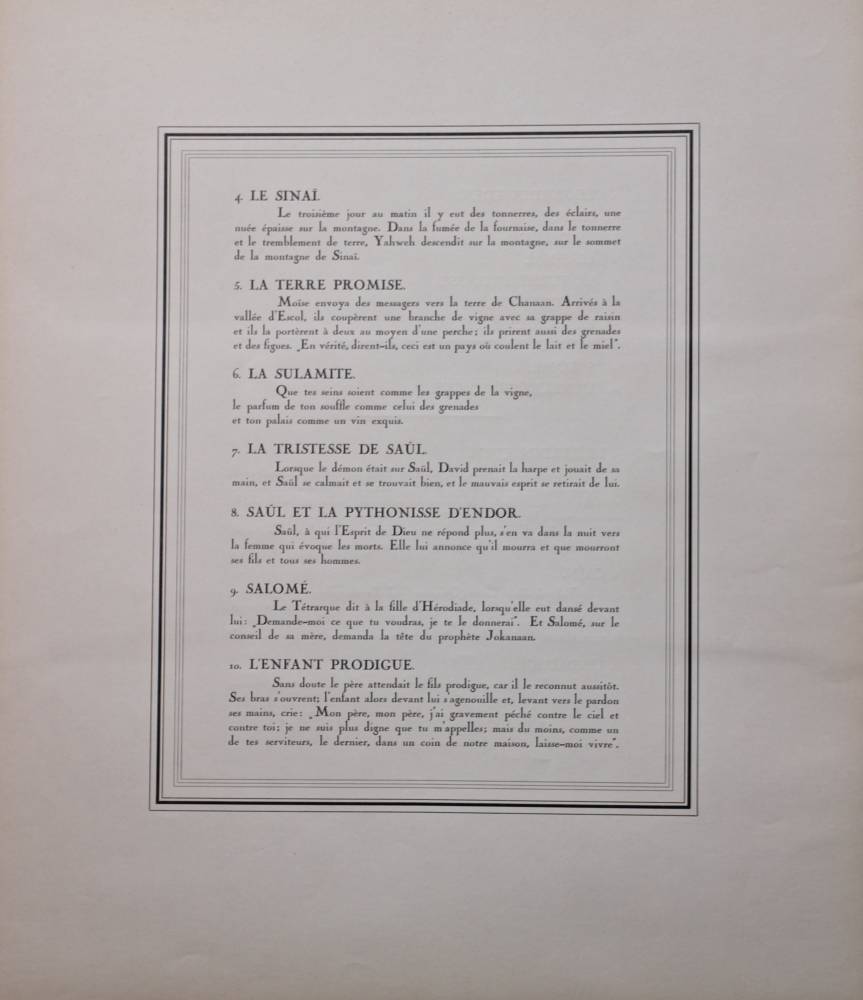 4. LE SINAÏ.
Le troisième jour au matin il y eut des tonnerres, des éclairs, une
nuée épaisse sur la montagne. Dans la fumée de la fournaise, dans le tonnerre
et le tremblement de terre, Yahweh descendit sur la montagne, sur le sommet
de la montagne de Sinaï.
5. LA TERRE PROMISE.
Moïse envoya des messagers vers la terre de Chanaan. Arrivés à la
vallée d'Escol, ils coupèrent une branche de vigne avec sa grappe de raisin
et ils la portèrent à deux au moyen d'une perche; ils prirent aussi des grenades
et des figues. „En vérité, dirent-ils, ceci est un pays où coulent le lait et le miel”.
6. LA SULAMITE.
Que tes seins soient comme les grappes de la vigne,
le parfum de ton souffle comme celui des grenades
et ton palais comme un vin exquis.
7. LA TRISTESSE DE SAÜL.
Lorsque le démon était sur Saül, David prenait la harpe et jouait de sa
main, et Saül se calmait et se trouvait bien, et le mauvais esprit se retirait de lui.
8. SAÜL ET LA PYTHONISSE D'ENDOR.
Saül, à qui l'Esprit de Dieu ne répond plus, s'en va dans la nuit vers
la femme qui évoque les morts. Elle lui annonce qu'il mourra et que mourront
ses fils et tous ses hommes.
9. SALOMÉ.
Le Tétrarque dit à la fille d'Hérodiade, lorsqu'elle eut dansé devant
lui: „Demande-moi ce que tu voudras, je te le donnerai”. Et Salomé, sur le
conseil de sa mère, demanda la tête du prophète Jokanaan.
10. L'ENFANT PRODIGUE.
Sans doute le père attendait le fils prodigue, car il le reconnut aussitôt.
Ses bras s'ouvrent; l'enfant alors devant lui s'agenouille et, levant vers le pardon
ses mains, crie: „Mon père, mon père, j'ai gravement péché contre le ciel et
contre toi; je ne suis plus digne que tu m'appelles; mais du moins, comme un
de tes serviteurs, le dernier, dans un coin de notre maison, laisse-moi vivre”.